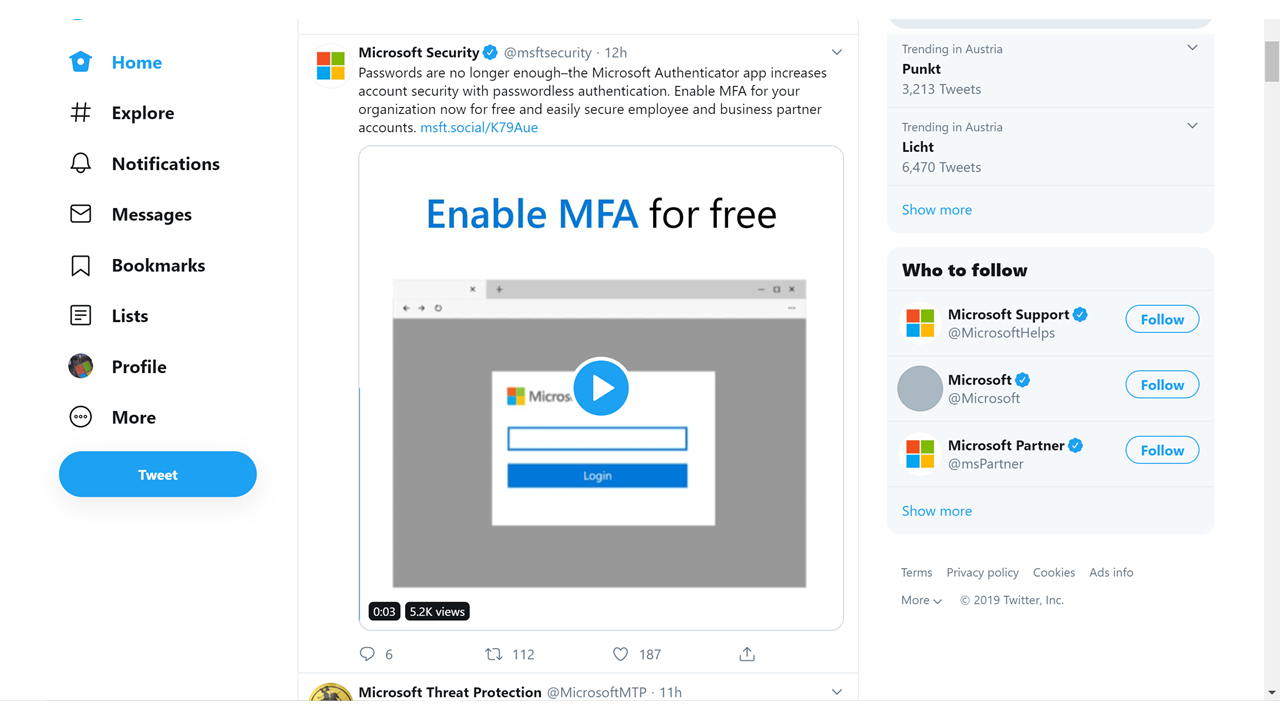 Home
Explore
Notifications
Messages
Bookmarks
Lists
Profile
More
Tweet
Microsoft Security @msftsecurity · 12h
Passwords are no longer enough–the Microsoft Authenticator app increases
account security with passwordless authentication. Enable MFA for your
organization now for free and easily secure employee and business partner
accounts. msft.social/K79Aue
Enable MFA for free
Login
0:03 5.2K views
6 112 187
Microsoft Threat Protection @MicrosoftMTP · 11h
Trending in Austria
Punkt
3,213 Tweets
Trending in Austria
Licht
6,470 Tweets
Show more
Who to follow
Microsoft Support
@MicrosoftHelps
Follow
Microsoft
@Microsoft
Follow
Microsoft Partner
@msPartner
Follow
Show more
Terms Privacy policy Cookies Ads info
More © 2019 Twitter, Inc.